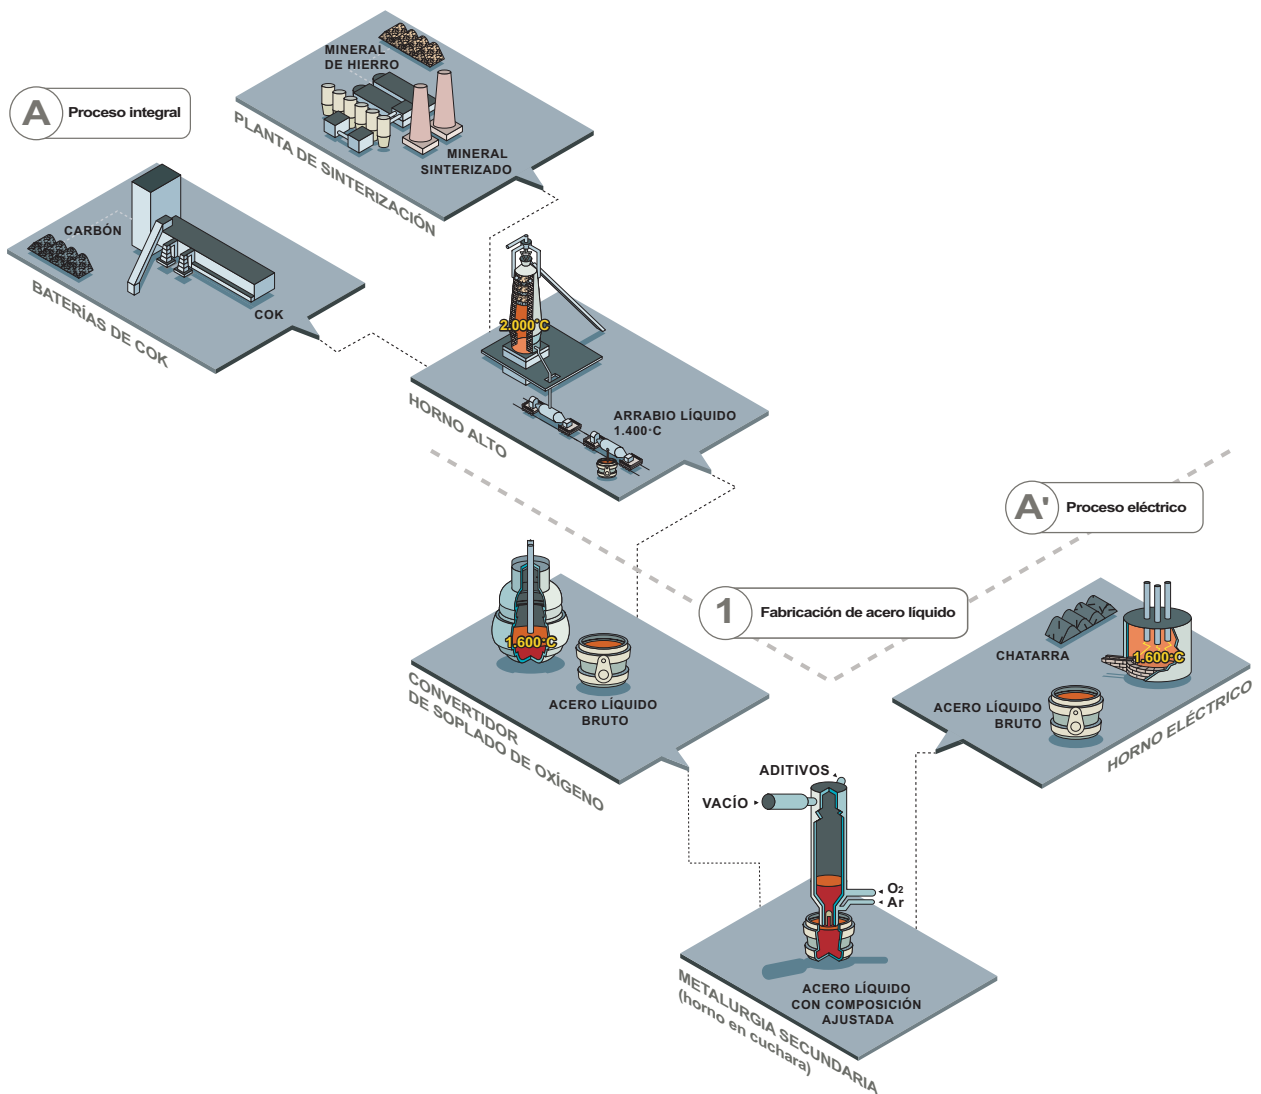 A
Proceso integral
MINERAL
DE HIERRO
MINERAL
SINTERIZADO
PLANTA DE SINTERIZACIÓN
CARBÓN
COK
BATERÍAS DE COK
2.000°C
ARRABIO LÍQUIDO
1.400·C
HORNO ALTO
A'
Proceso eléctrico
1
Fabricación de acero líquido
1.600·C
ACERO LÍQUIDO
BRUTO
CONVERTIDOR
DE SOPLADO DE OXÍGENO
CHATARRA
1.600·C
ACERO LÍQUIDO
BRUTO
HORNO ELÉCTRICO
ADITIVOS
VACÍO
O2
Ar
ACERO LÍQUIDO
CON COMPOSICIÓN
AJUSTADA
METALURGIA SECUNDARIA
(horno en cuchara)